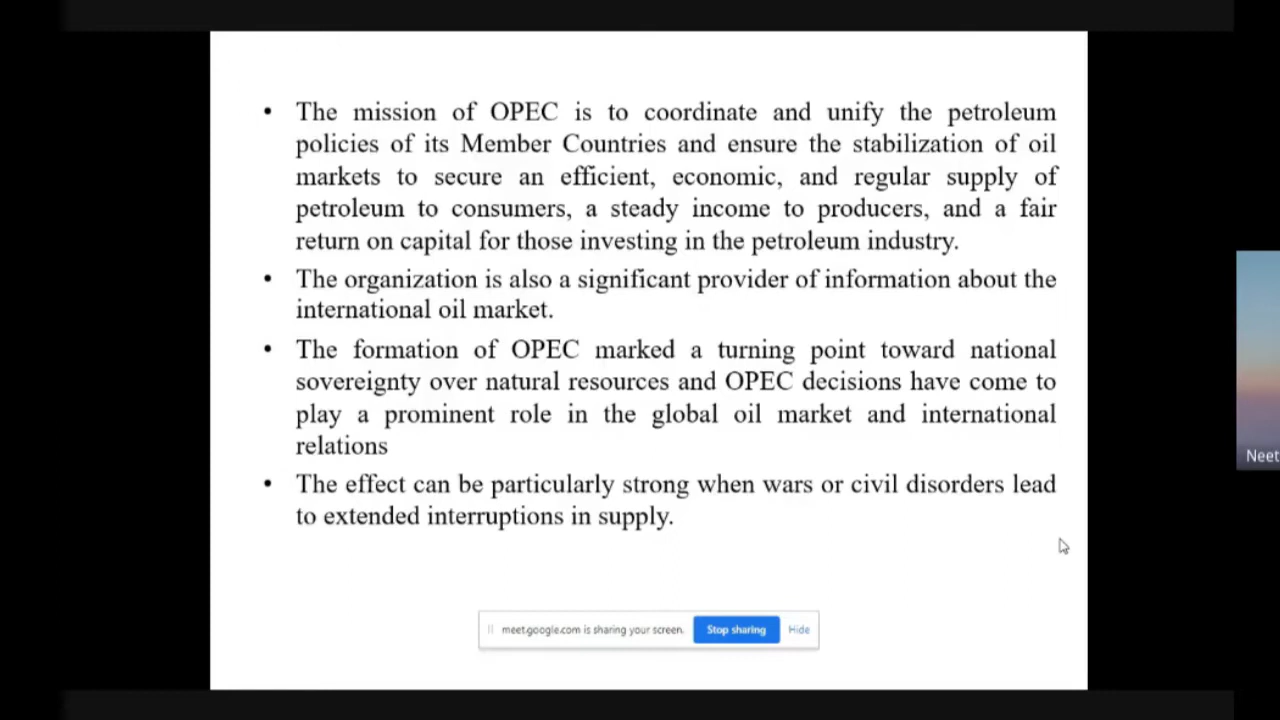 • The mission of OPEC is to coordinate and unify the petroleum
policies of its Member Countries and ensure the stabilization of oil
markets to secure an efficient, economic, and regular supply of
petroleum to consumers, a steady income to producers, and a fair
return on capital for those investing in the petroleum industry.
• The organization is also a significant provider of information about the
international oil market.
• The formation of OPEC marked a turning point toward national
sovereignty over natural resources and OPEC decisions have come to
play a prominent role in the global oil market and international
relations
• The effect can be particularly strong when wars or civil disorders lead
to extended interruptions in supply.
Neet
meet.google.com is sharing your screen. Stop sharing Hide